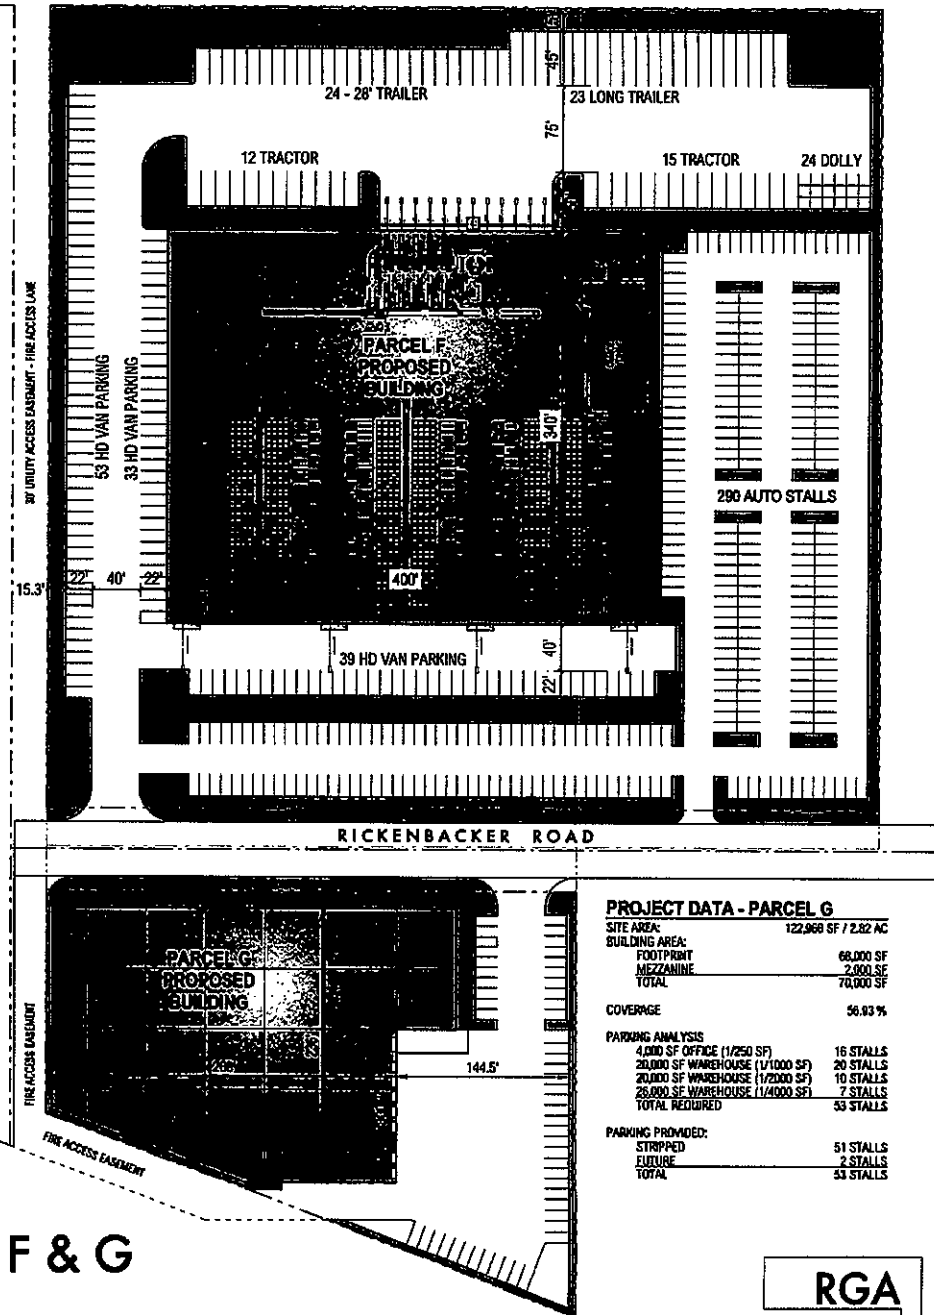 45'
24 - 28' TRAILER
23 LONG TRAILER
75'
12 TRACTOR
15 TRACTOR
24 DOLLY
30' UTILITY ACCESS EASEMENT - FIRE ACCESS LANE
53 HD VAN PARKING
33 HD VAN PARKING
PARCEL F
PROPOSED
BUILDING
340'
290 AUTO STALLS
400'
15.3'
22'
40'
22'
39 HD VAN PARKING
40'
22'
RICKENBACKER ROAD
PARCEL G
PROPOSED
BUILDING
FIRE ACCESS EASEMENT
144.5'
FIRE ACCESS EASEMENT
PROJECT DATA - PARCEL G
SITE AREA: 122,966 SF / 2.82 AC
BUILDING AREA:
FOOTPRINT 68,000 SF
MEZZANINE 2,000 SF
TOTAL 70,000 SF
COVERAGE 56.93 %
PARKING ANALYSIS
4,000 SF OFFICE (1/250 SF) 16 STALLS
20,000 SF WAREHOUSE (1/1000 SF) 20 STALLS
20,000 SF WAREHOUSE (1/2000 SF) 10 STALLS
26,000 SF WAREHOUSE (1/4000 SF) 7 STALLS
TOTAL REQUIRED 53 STALLS
PARKING PROVIDED:
STRIPPED 51 STALLS
FUTURE 2 STALLS
TOTAL 53 STALLS
F & G
RGA